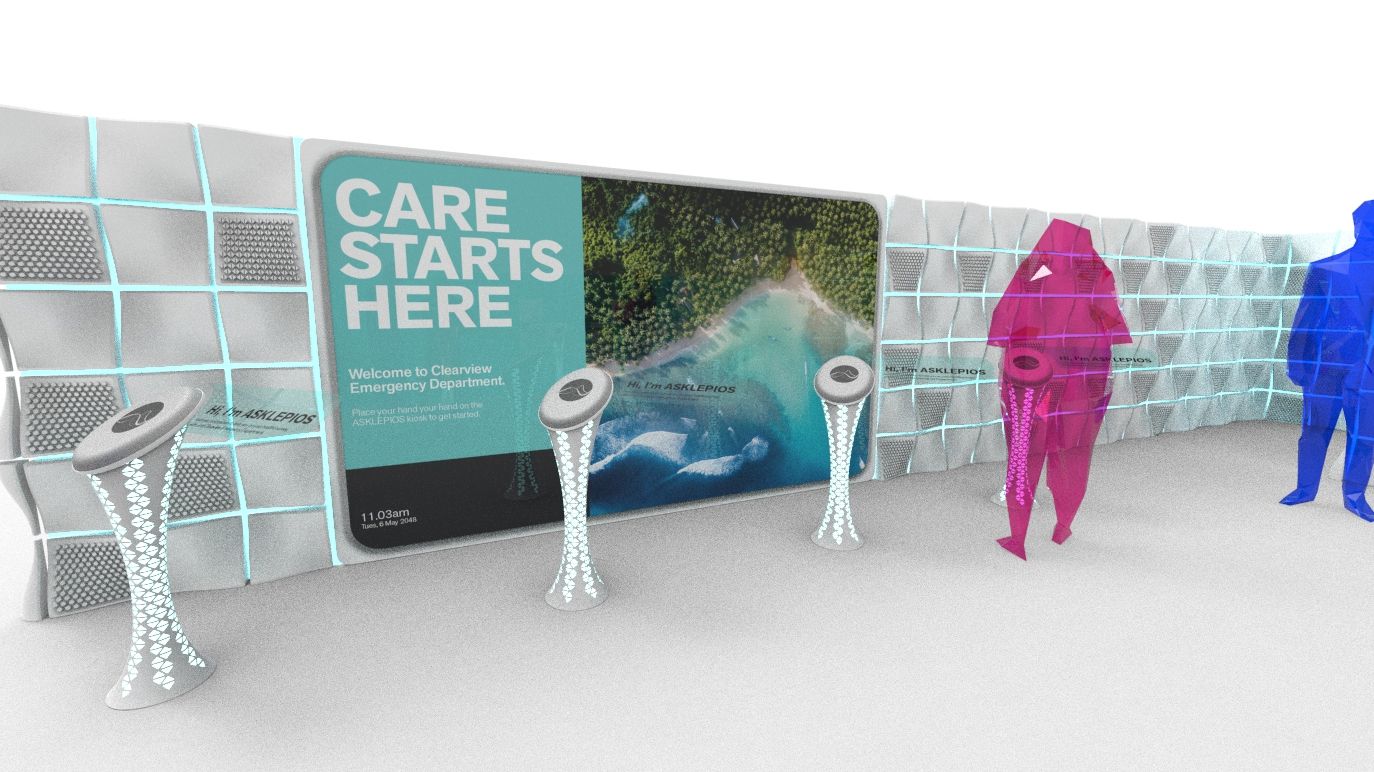 CARE
STARTS
HERE
Welcome to Clearview
Emergency Department.
Place your hand your hand on the
ASKLEPIOS kiosk to get started.
11.03am
Tues, 6 May 2048
Hi, I'm ASKLEPIOS
Hi, I'm ASKLEPIOS
Hi, I'm ASKLEPIOS
Hi, I'm ASKLEPIOS